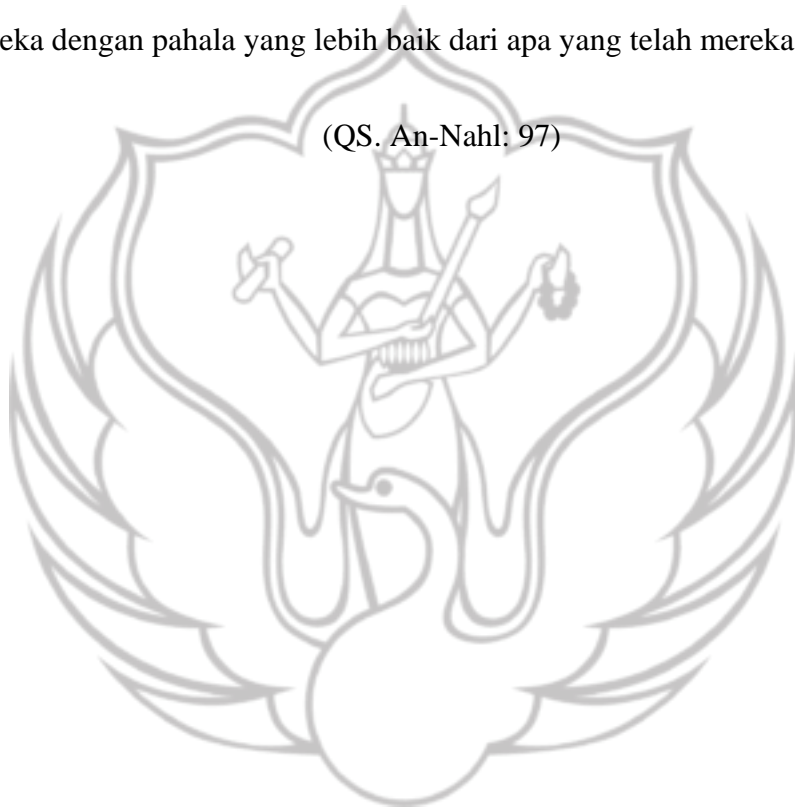 eka dengan pahala yang lebih baik dari apa yang telah mereka
(QS. An-Nahl: 97)